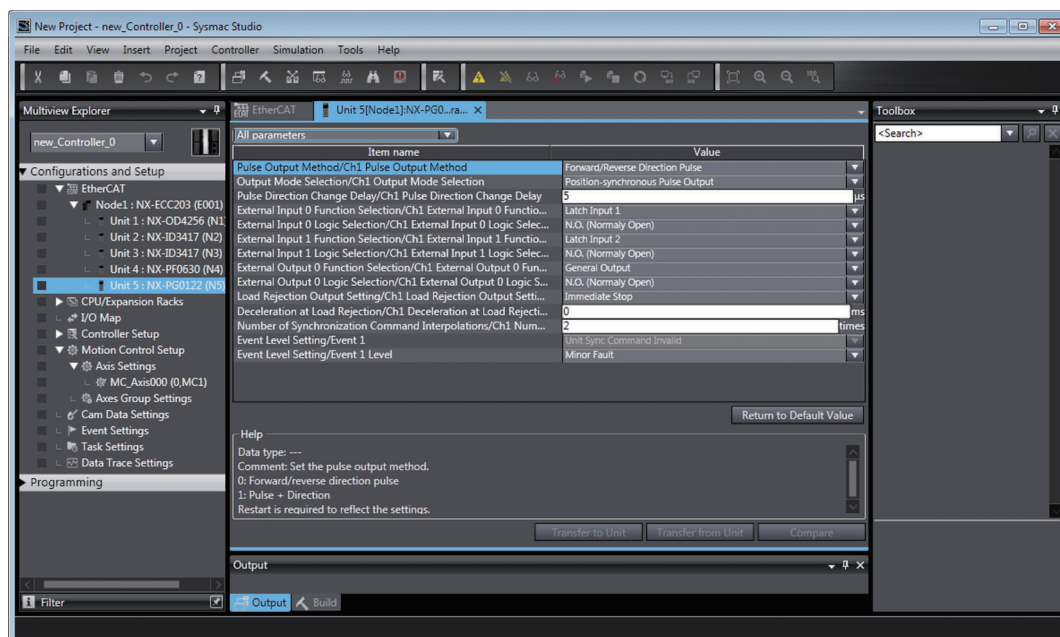 New Project - new_Controller_0 - Sysmac Studio
File Edit View Insert Project Controller Simulation Tools Help
Multiview Explorer
new_Controller_0
Configurations and Setup
EtherCAT
Node1 : NX-ECC203 (E001)
Unit 1 : NX-OD4256 (N1
Unit 2 : NX-ID3417 (N2)
Unit 3 : NX-ID3417 (N3)
Unit 4 : NX-PF0630 (N4)
Unit 5 : NX-PG0122 (N5)
CPU/Expansion Racks
I/O Map
Controller Setup
Motion Control Setup
Axis Settings
MC_Axis000 (0,MC1)
Axes Group Settings
Cam Data Settings
Event Settings
Task Settings
Data Trace Settings
Programming
Filter
EtherCAT
Unit 5[Node1]:NX-PG0...ra...
All parameters
Item name Value
Pulse Output Method/Ch1 Pulse Output Method Forward/Reverse Direction Pulse
Output Mode Selection/Ch1 Output Mode Selection Position-synchronous Pulse Output
Pulse Direction Change Delay/Ch1 Pulse Direction Change Delay 5 µs
External Input 0 Function Selection/Ch1 External Input 0 Functio... Latch Input 1
External Input 0 Logic Selection/Ch1 External Input 0 Logic Selec... N.O. (Normaly Open)
External Input 1 Function Selection/Ch1 External Input 1 Functio... Latch Input 2
External Input 1 Logic Selection/Ch1 External Input 1 Logic Selec... N.O. (Normaly Open)
External Output 0 Function Selection/Ch1 External Output 0 Fun... General Output
External Output 0 Logic Selection/Ch1 External Output 0 Logic S... N.O. (Normaly Open)
Load Rejection Output Setting/Ch1 Load Rejection Output Setti... Immediate Stop
Deceleration at Load Rejection/Ch1 Deceleration at Load Rejecti... 0 ms
Number of Synchronization Command Interpolations/Ch1 Num... 2 times
Event Level Setting/Event 1 Unit Sync Command Invalid
Event Level Setting/Event 1 Level Minor Fault
Return to Default Value
Help
Data type: ---
Comment: Set the pulse output method.
0: Forward/reverse direction pulse
1: Pulse + Direction
Restart is required to reflect the settings.
Transfer to Unit Transfer from Unit Compare
Output
Output Build
Toolbox
<Search>